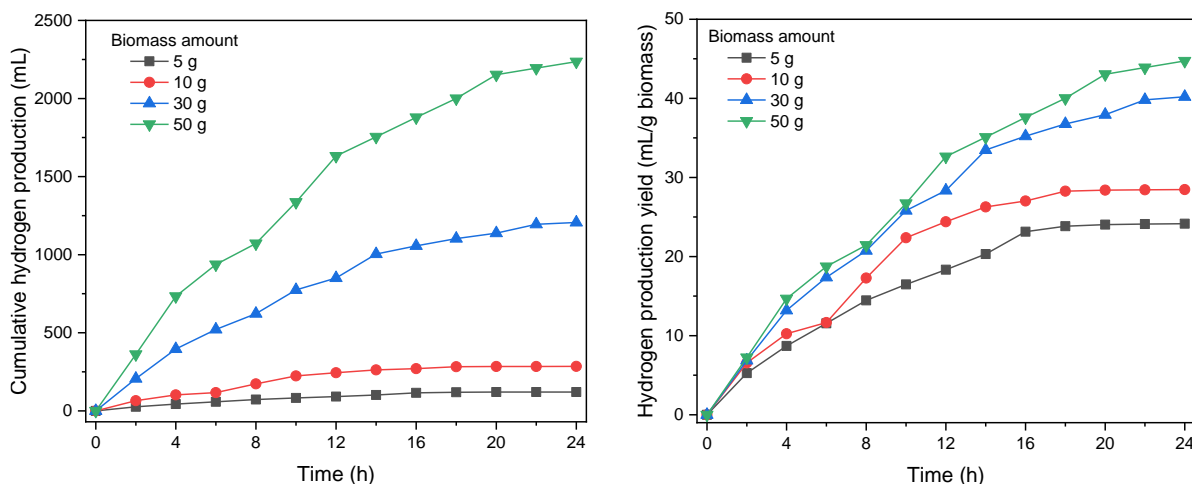 Cumulative hydrogen production (mL)
2500
2000
1500
1000
500
0
Biomass amount
5 g
10 g
30 g
50 g
0 4 8 12 16 20 24
Time (h)
Hydrogen production yield (mL/g biomass)
50
40
30
20
10
0
Biomass amount
5 g
10 g
30 g
50 g
0 4 8 12 16 20 24
Time (h)